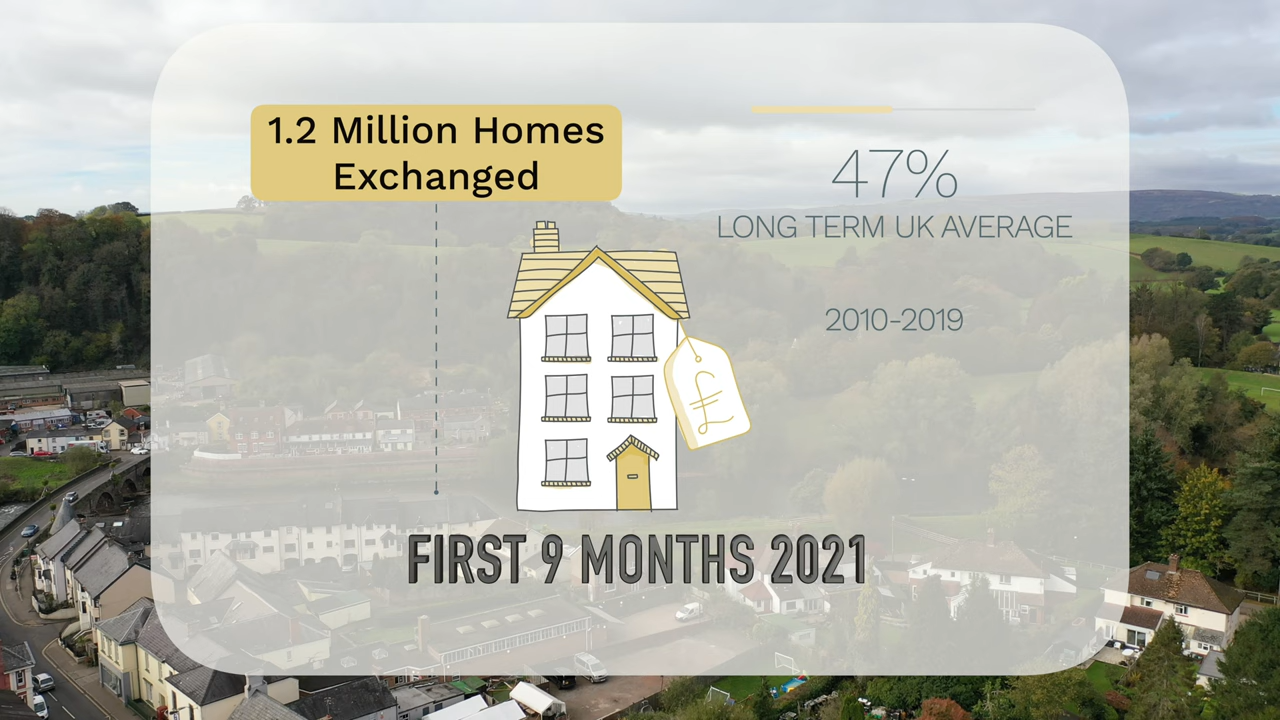 1.2 Million Homes
Exchanged
47%
LONG TERM UK AVERAGE
2010-2019
£
FIRST 9 MONTHS 2021